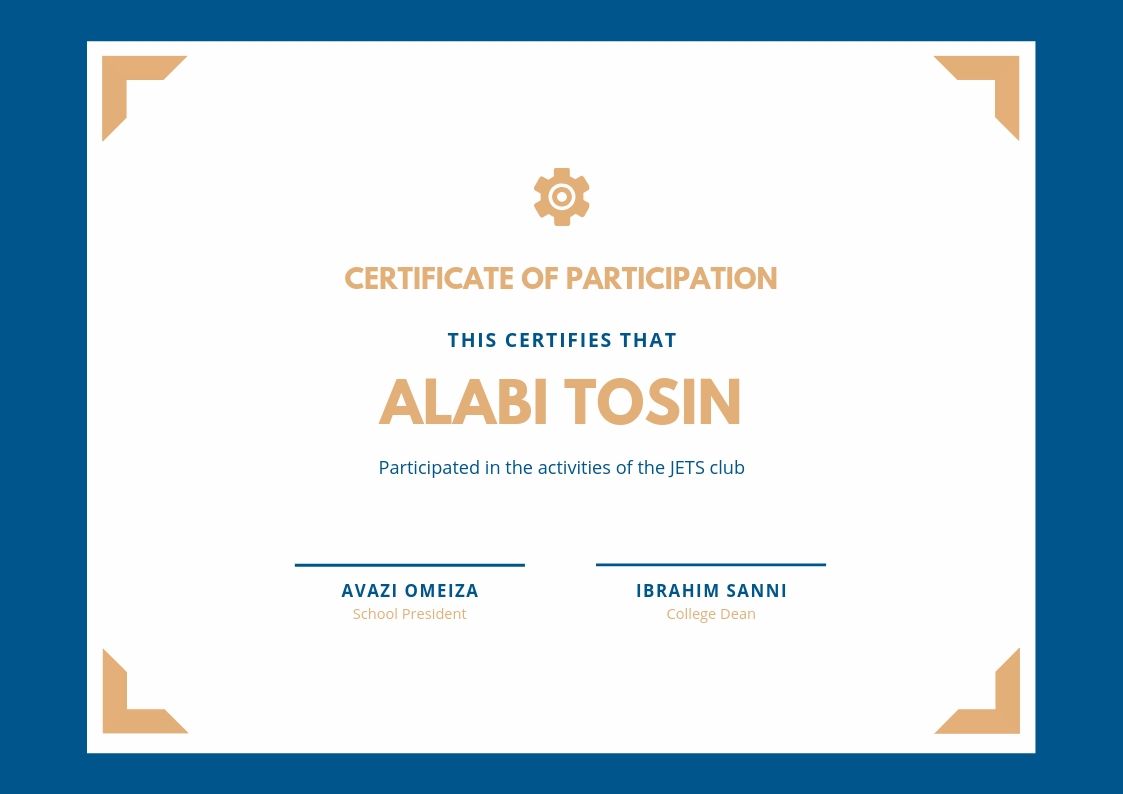 CERTIFICATE OF PARTICIPATION
THIS CERTIFIES THAT
ALABI TOSIN
Participated in the activities of the JETS club
AVAZI OMEIZA
School President
IBRAHIM SANNI
College Dean